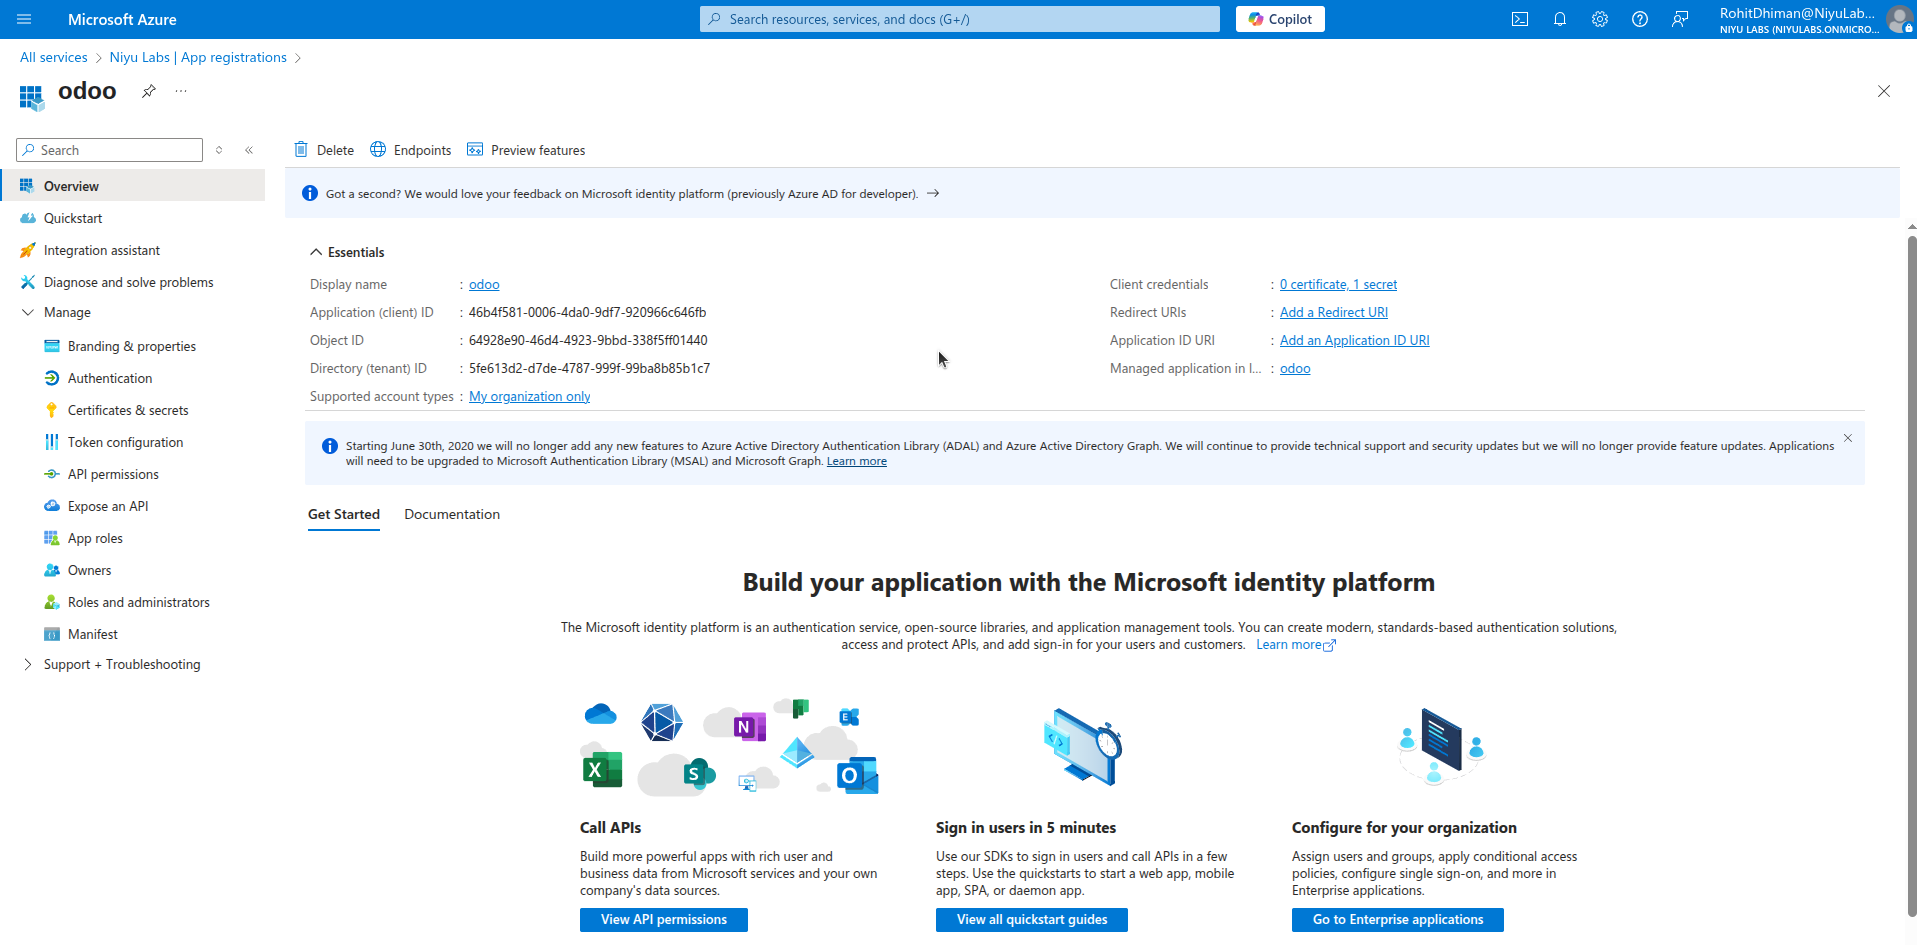 Microsoft Azure
Search resources, services, and docs (G+/)
Copilot
RohitDhiman@NiyuLab...
NIYU LABS (NIYULABS.ONMICRO...
All services > Niyu Labs | App registrations >
odoo
Search
Delete
Endpoints
Preview features
Overview
Quickstart
Integration assistant
Diagnose and solve problems
Manage
Branding & properties
Authentication
Certificates & secrets
Token configuration
API permissions
Expose an API
App roles
Owners
Roles and administrators
Manifest
Support + Troubleshooting
Got a second? We would love your feedback on Microsoft identity platform (previously Azure AD for developer). →
Essentials
Display name : odoo
Application (client) ID : 46b4f581-0006-4da0-9df7-920966c646fb
Object ID : 64928e90-46d4-4923-9bbd-338f5ff01440
Directory (tenant) ID : 5fe613d2-d7de-4787-999f-99ba8b85b1c7
Supported account types : My organization only
Client credentials : 0 certificate, 1 secret
Redirect URIs : Add a Redirect URI
Application ID URI : Add an Application ID URI
Managed application in l... : odoo
Starting June 30th, 2020 we will no longer add any new features to Azure Active Directory Authentication Library (ADAL) and Azure Active Directory Graph. We will continue to provide technical support and security updates but we will no longer provide feature updates. Applications
will need to be upgraded to Microsoft Authentication Library (MSAL) and Microsoft Graph. Learn more
Get Started
Documentation
Build your application with the Microsoft identity platform
The Microsoft identity platform is an authentication service, open-source libraries, and application management tools. You can create modern, standards-based authentication solutions,
access and protect APIs, and add sign-in for your users and customers. Learn more
N
E
X
S
O
Call APIs
Build more powerful apps with rich user and
business data from Microsoft services and your own
company's data sources.
View API permissions
Sign in users in 5 minutes
Use our SDKs to sign in users and call APIs in a few
steps. Use the quickstarts to start a web app, mobile
app, SPA, or daemon app.
View all quickstart guides
Configure for your organization
Assign users and groups, apply conditional access
policies, configure single sign-on, and more in
Enterprise applications.
Go to Enterprise applications